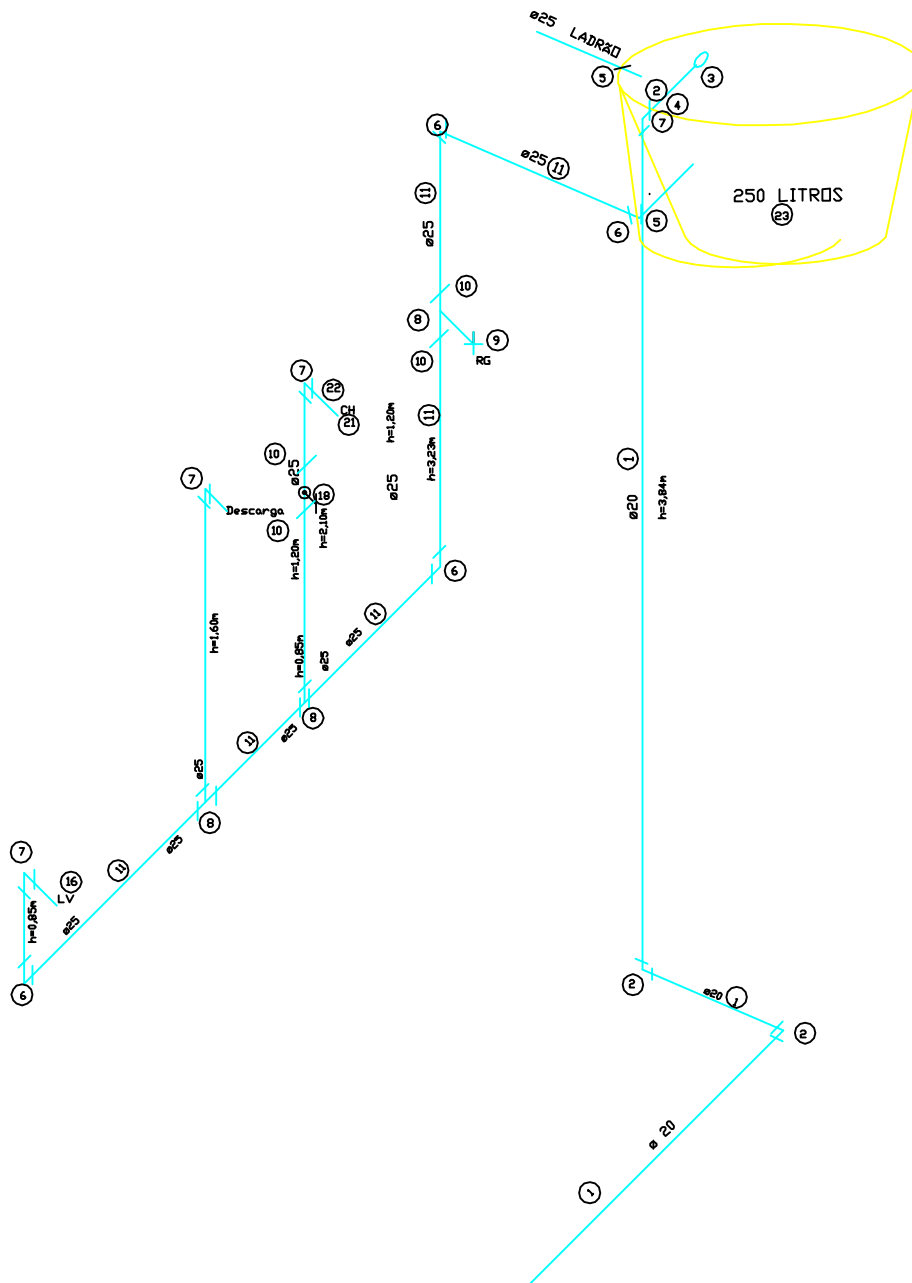 ø25 LADRÃO
5
2
3
4
7
6
ø25 11
11
250 LITROS
23
5
6
ø25
10
8
9
10
RG
7
22
CH
21
11
h=1,20m
h=3,23m
10
ø25
ø25
1
ø20
h=3,84m
7
18
Descarga
10
h=2,10m
h=1,20m
6
11
ø25
h=1,60m
h=0,85m
ø25
8
ø25
11
ø25
8
ø25
7
11
16
LV
h=0,85m
ø25
6
2
ø20 1
2
ø 20
1